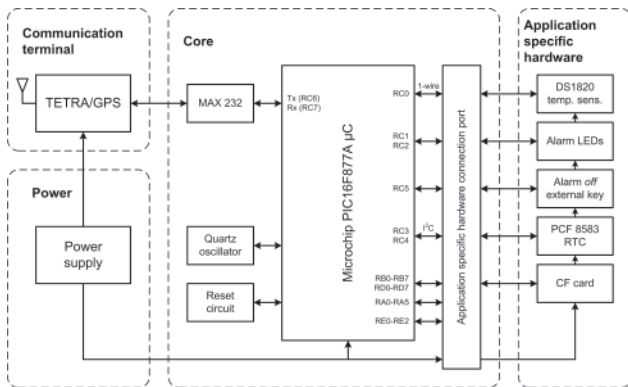 Communication
terminal
TETRA/GPS
Power
Power
supply
Core
MAX 232
Quartz
oscillator
Reset
circuit
Microchip PIC16F877A µC
Tx (RC6)
Rx (RC7)
RC0
RC1
RC2
RC5
RC3
RC4
RB0-RB7
RD0-RD7
RA0-RA5
RE0-RE2
1-wire
I²C
Application specific hardware connection port
Application
specific
hardware
DS1820
temp. sens.
Alarm LEDs
Alarm off
external key
PCF 8583
RTC
CF card